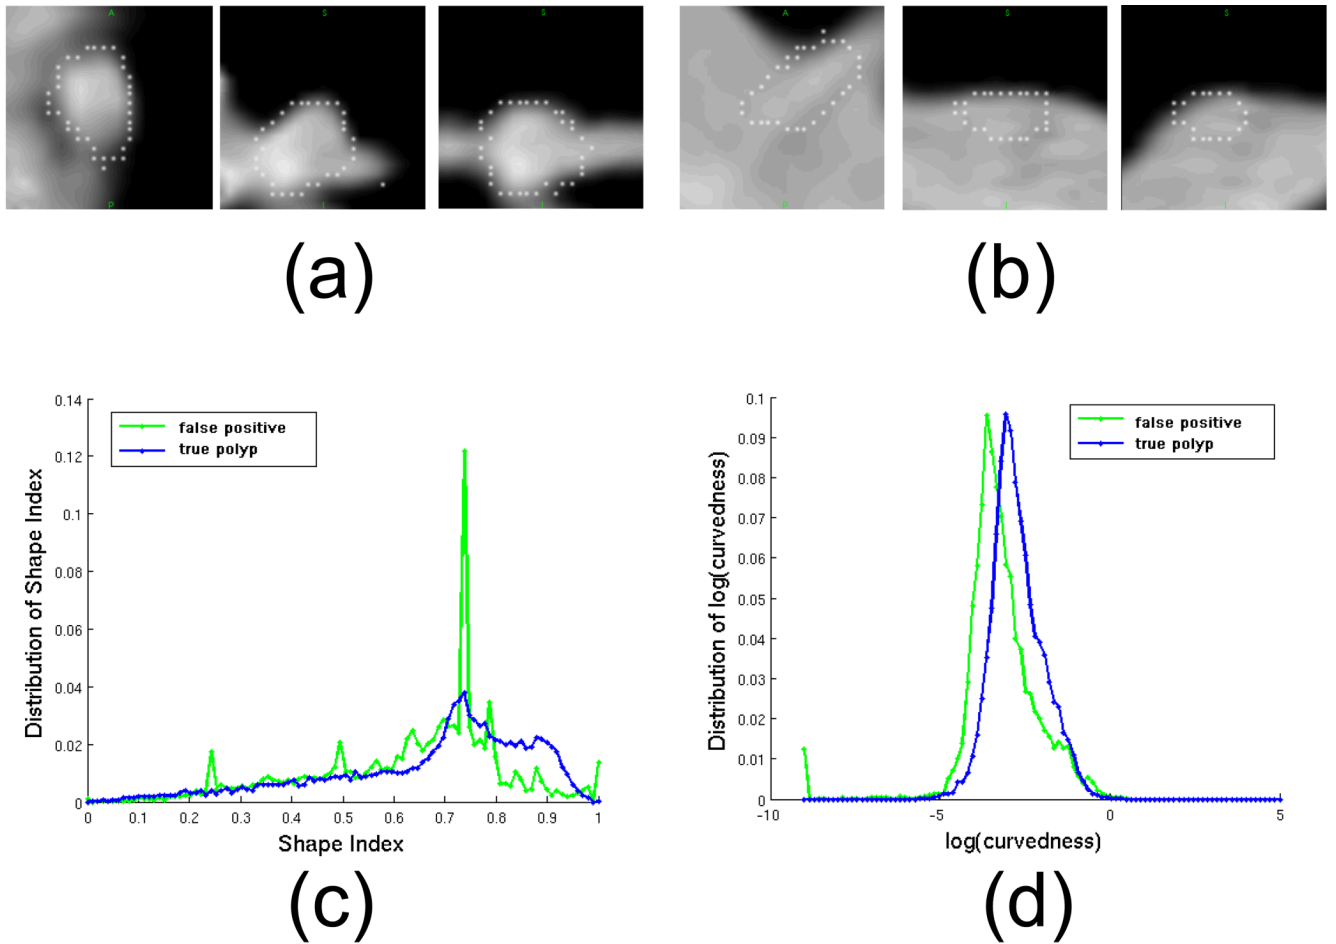 A
S
S
A
S
S
P
I
I
P
I
I
(a)
(b)
false positive
true polyp
Distribution of Shape Index
0.14
0.12
0.1
0.08
0.06
0.04
0.02
0
0 0.1 0.2 0.3 0.4 0.5 0.6 0.7 0.8 0.9 1
Shape Index
(c)
false positive
true polyp
Distribution of log(curvedness)
0.1
0.09
0.08
0.07
0.06
0.05
0.04
0.03
0.02
0.01
0
-10 -5 0 5
log(curvedness)
(d)